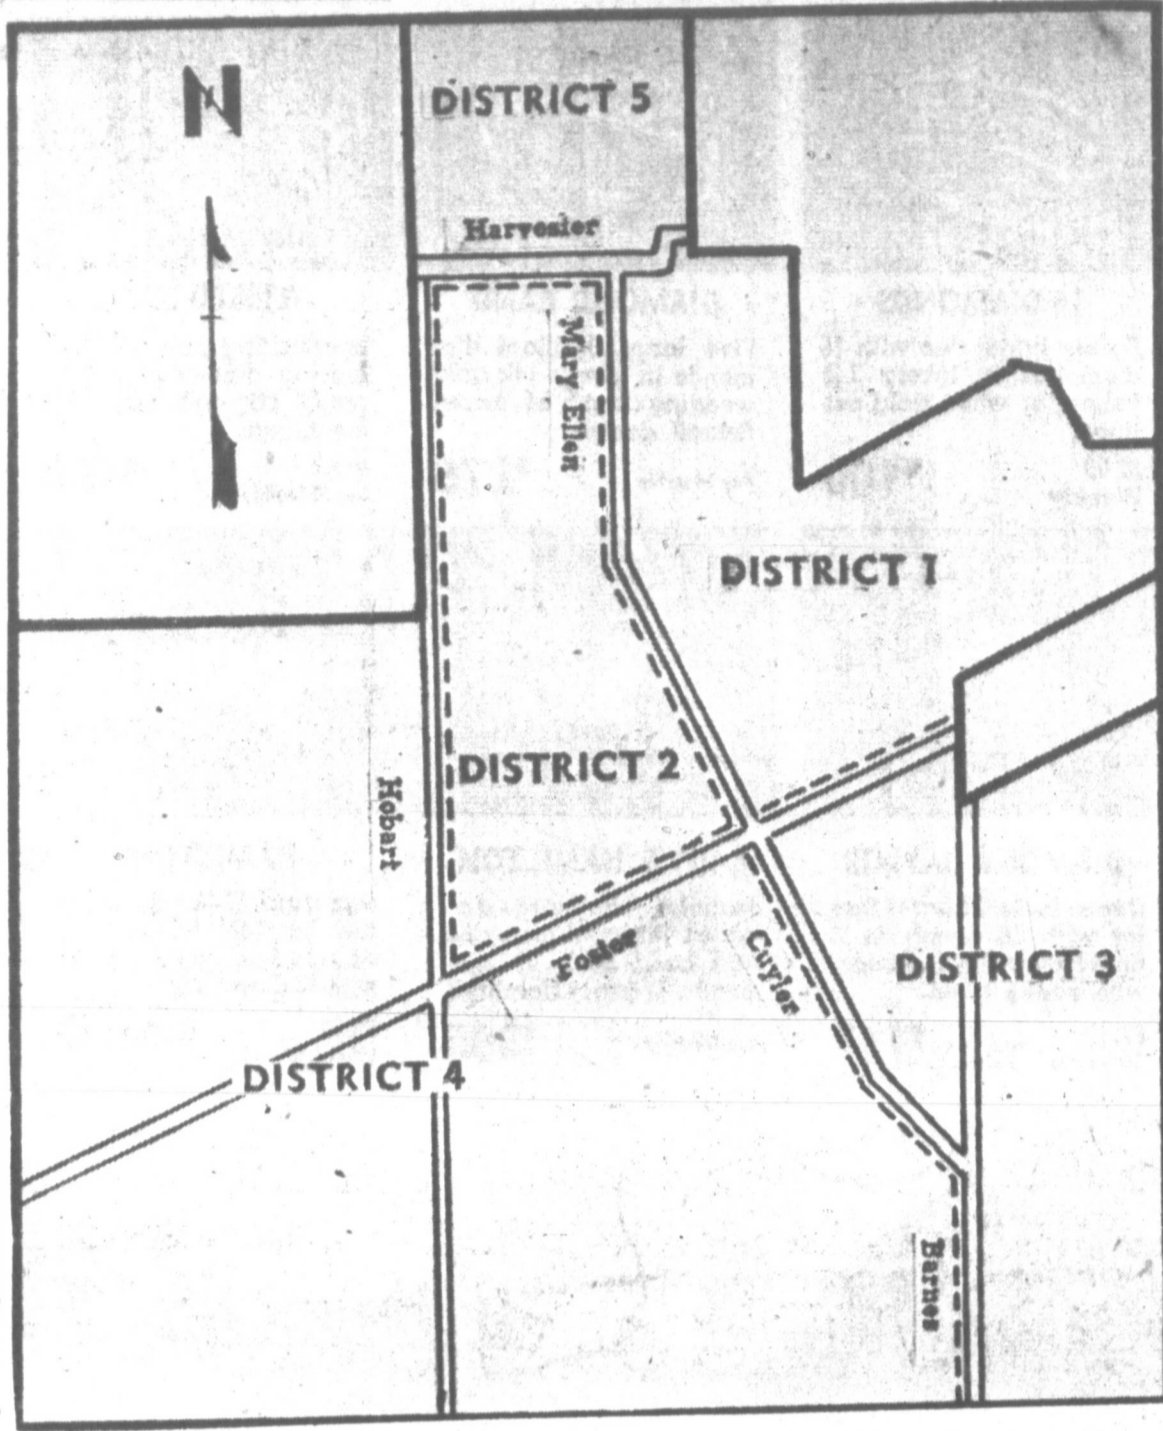 N
DISTRICT 5
Harvester
Mary Ellen
DISTRICT 1
DISTRICT 2
Hobart
Foster
Cuyler
DISTRICT 3
DISTRICT 4
Barnes